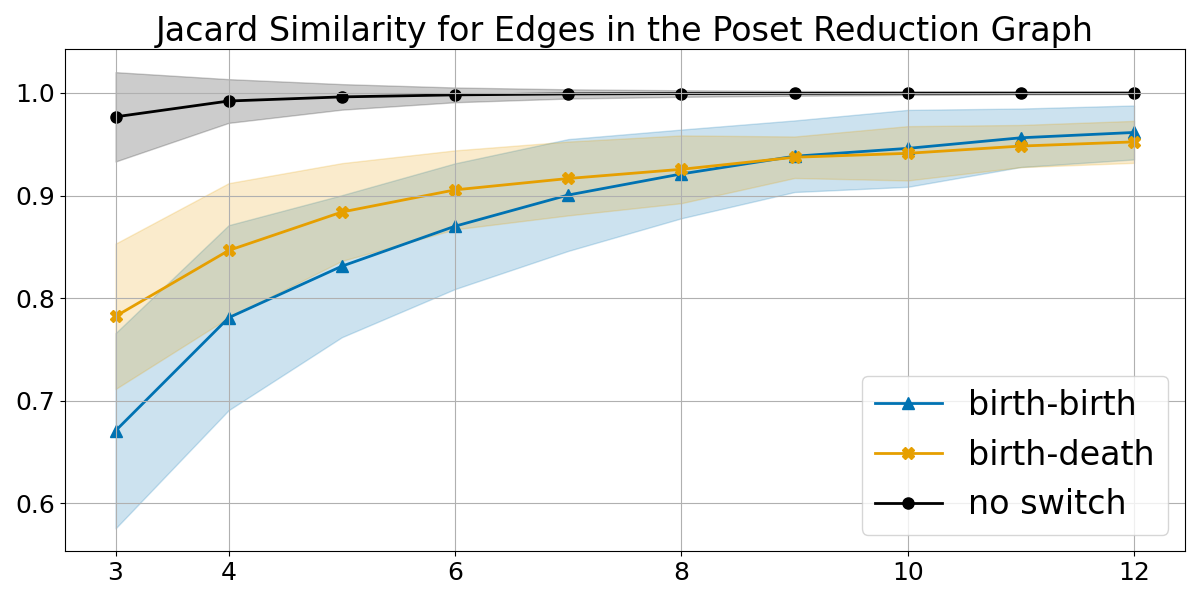 Jacard Similarity for Edges in the Poset Reduction Graph
1.0
0.9
0.8
0.7
0.6
birth-birth
birth-death
no switch
3 4 6 8 10 12